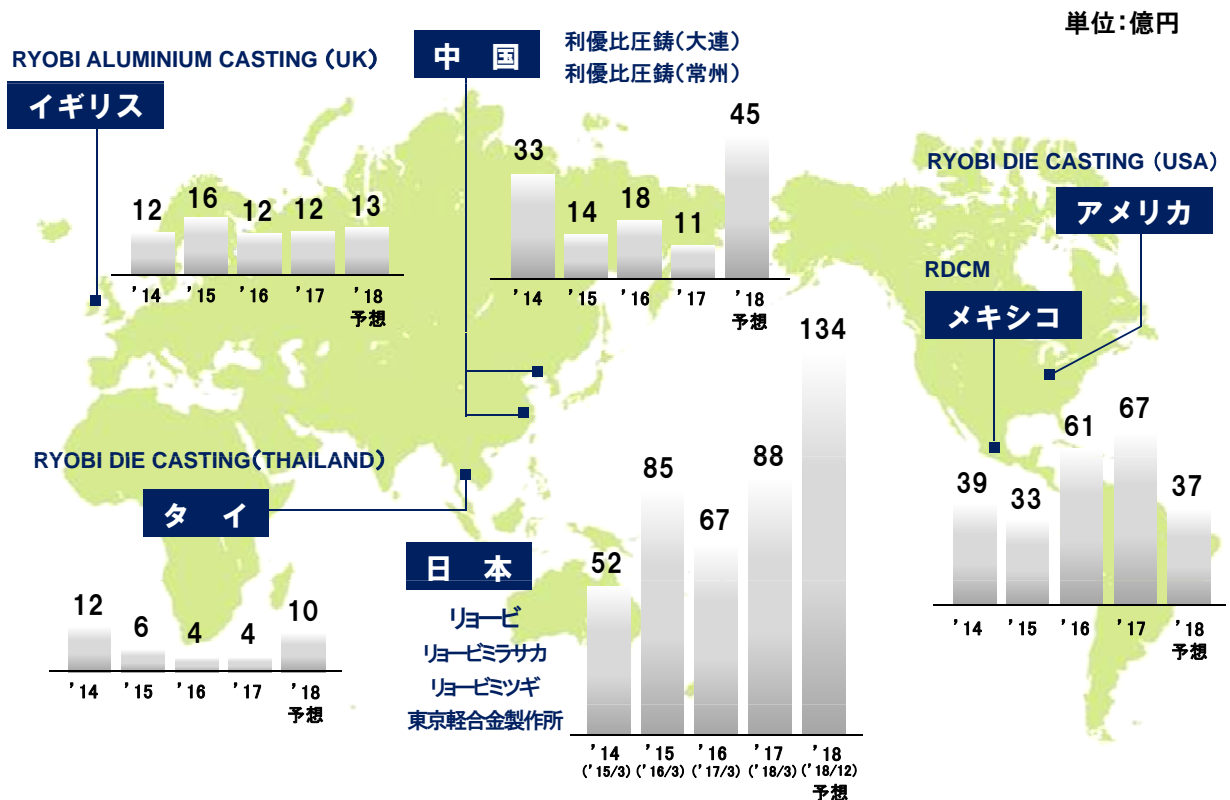 単位：億円
RYOBI ALUMINIUM CASTING （UK）
イギリス
12 16 12 12 13
'14 '15 '16 '17 '18
予想
中　国
利優比圧鋳（大連）
利優比圧鋳（常州）
33 14 18 11 45
'14 '15 '16 '17 '18
予想
RYOBI DIE CASTING （USA）
アメリカ
RDCM
メキシコ
39 33 61 67 37
'14 '15 '16 '17 '18
予想
RYOBI DIE CASTING（THAILAND）
タ　イ
12 6 4 4 10
'14 '15 '16 '17 '18
予想
日　本
リョービ
リョービミラサカ
リョービミツギ
東京軽合金製作所
52 85 67 88 134
'14 '15 '16 '17 '18
('15/3) ('16/3) ('17/3) ('18/3) ('18/12)
予想